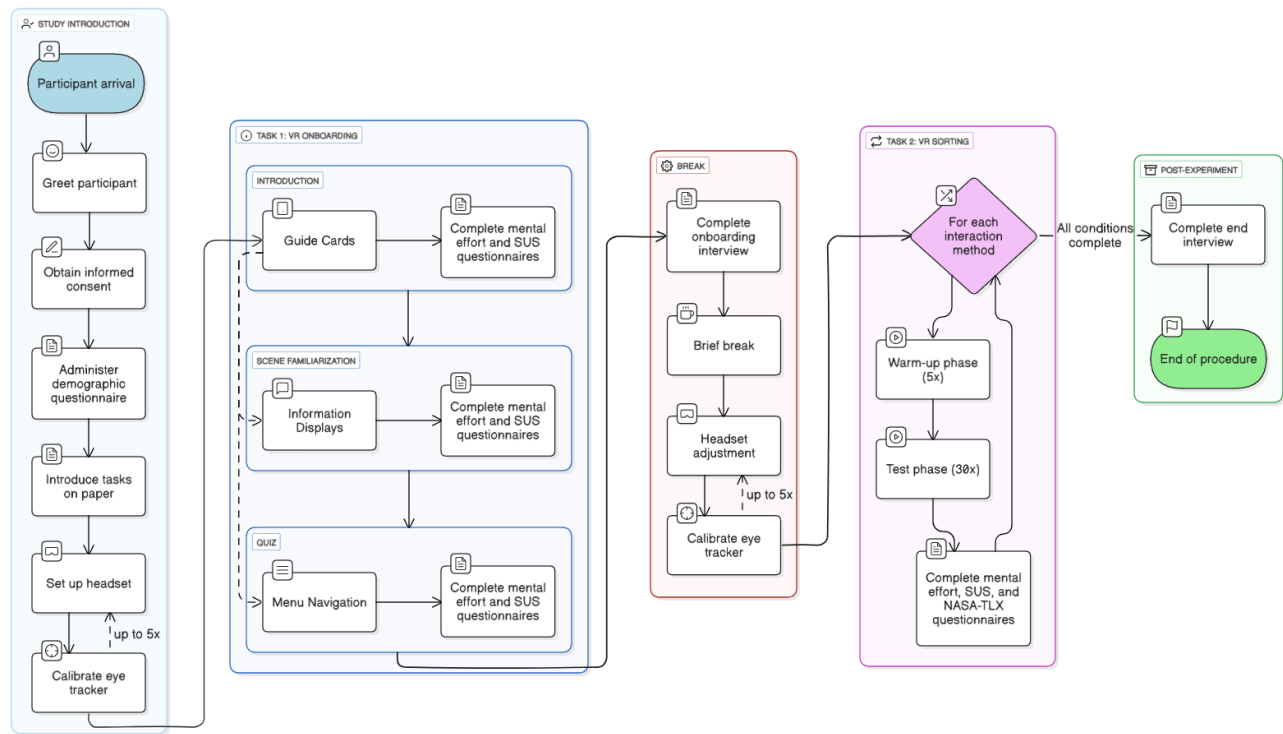 STUDY INTRODUCTION
Participant arrival
Greet participant
Obtain informed
consent
Administer
demographic
questionnaire
Introduce tasks
on paper
Set up headset
up to 5x
Calibrate eye
tracker
TASK 1: VR ONBOARDING
INTRODUCTION
Guide Cards
Complete mental
effort and SUS
questionnaires
SCENE FAMILIARIZATION
Information
Displays
Complete mental
effort and SUS
questionnaires
QUIZ
Menu Navigation
Complete mental
effort and SUS
questionnaires
BREAK
Complete
onboarding
interview
Brief break
Headset
adjustment
up to 5x
Calibrate eye
tracker
TASK 2: VR SORTING
For each
interaction
method
Warm-up phase
(5x)
Test phase (30x)
Complete mental
effort, SUS, and
NASA-TLX
questionnaires
All conditions
complete
POST-EXPERIMENT
Complete end
interview
End of procedure